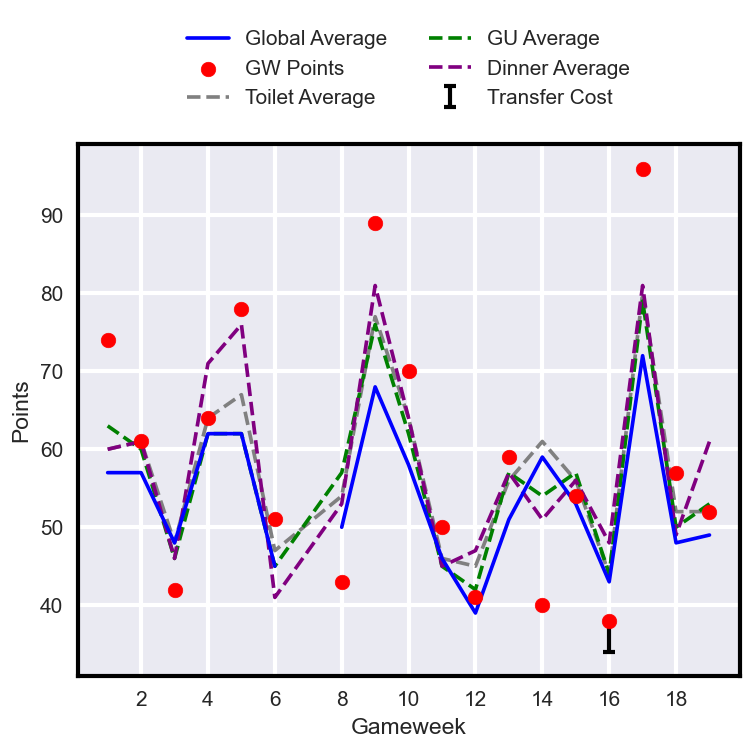 Global Average
GW Points
Toilet Average
GU Average
Dinner Average
Transfer Cost
Points
90
80
70
60
50
40
2 4 6 8 10 12 14 16 18
Gameweek